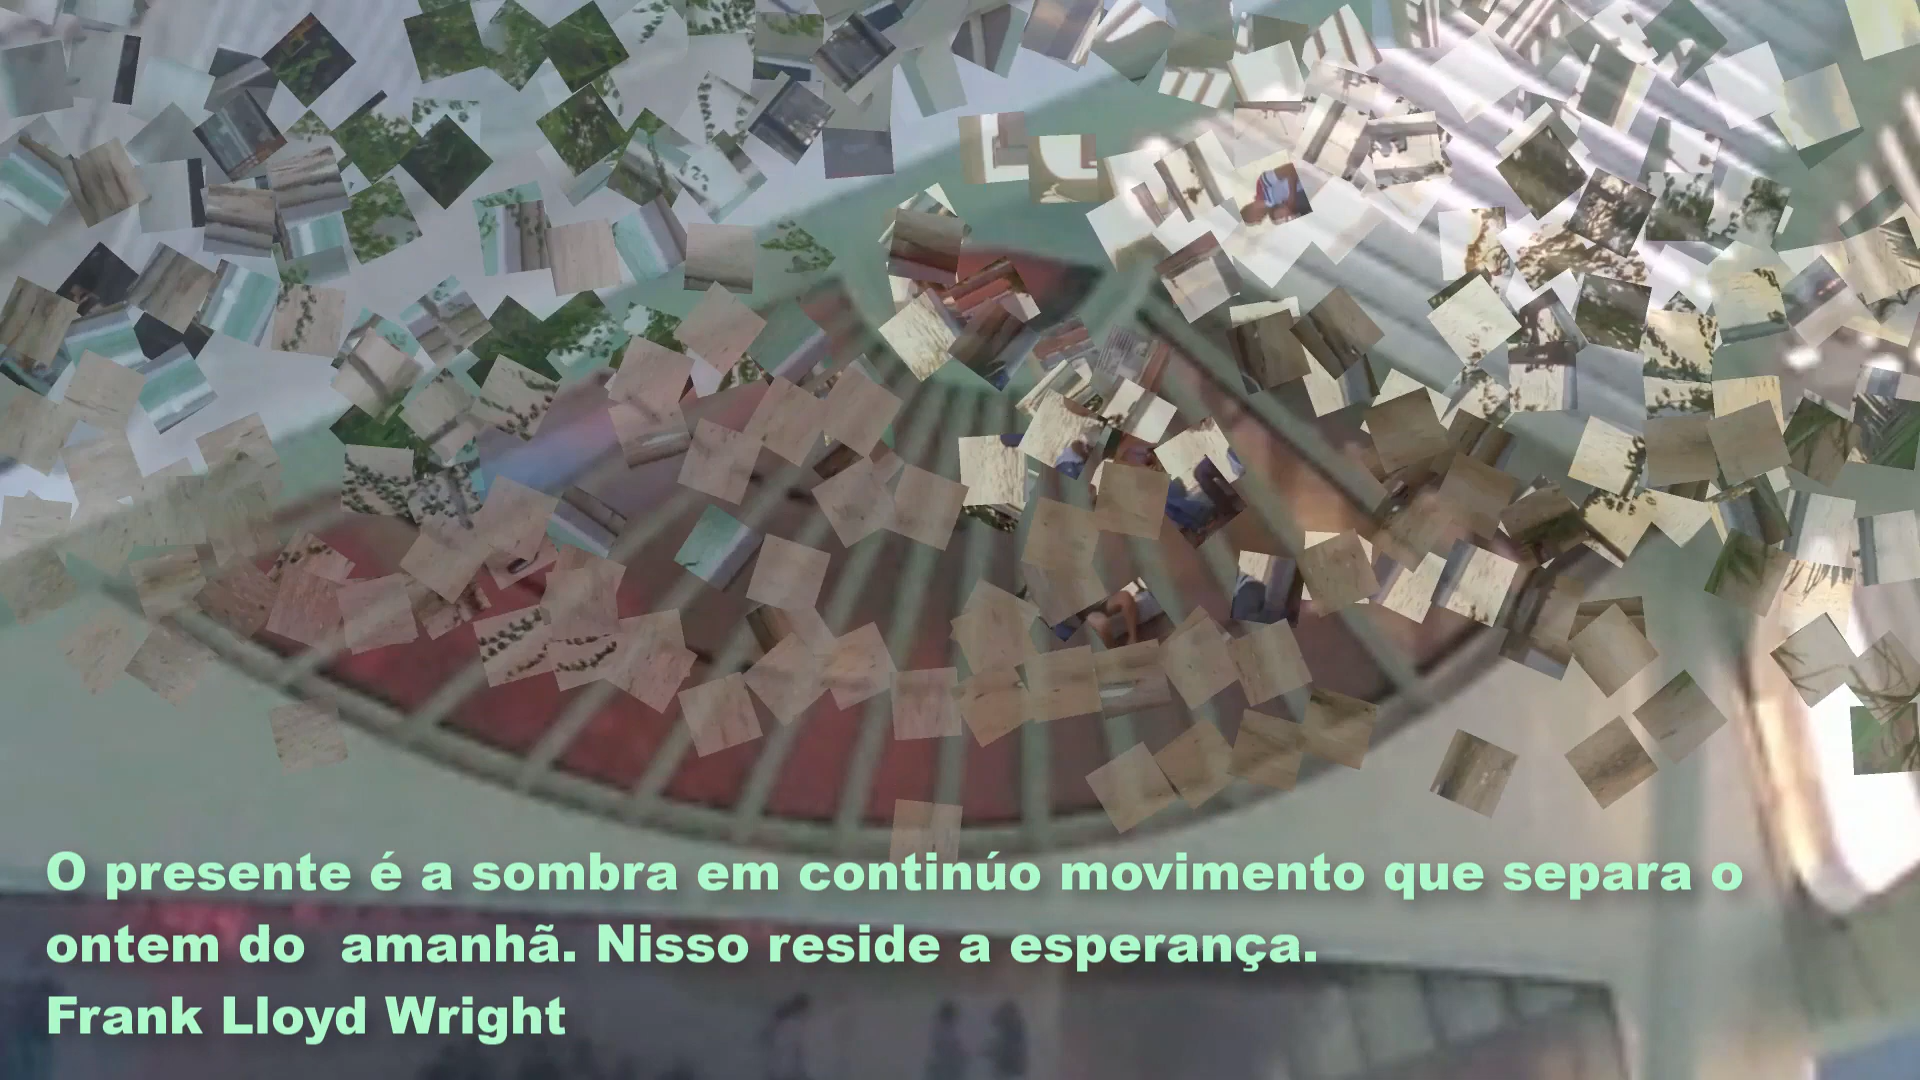 O presente é a sombra em continúo movimento que separa o
ontem do  amanhã. Nisso reside a esperança.
Frank Lloyd Wright